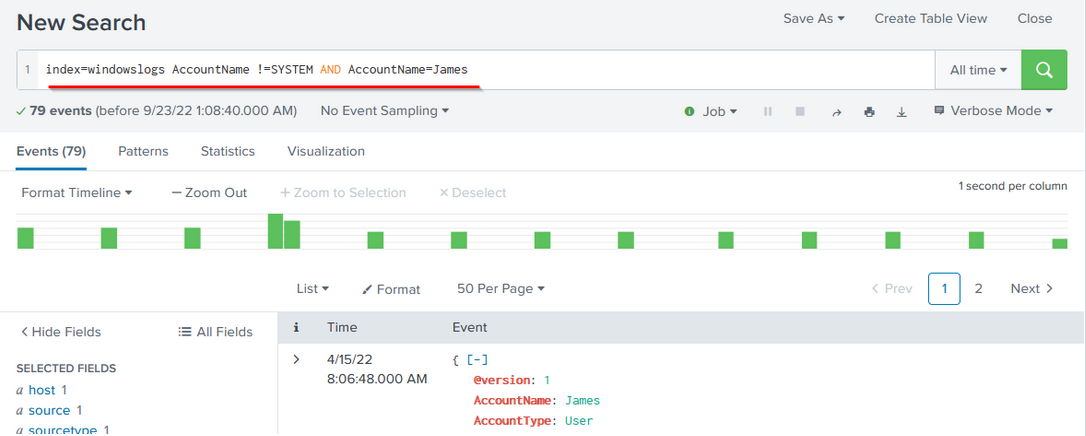 New Search
Save As Create Table View Close
1 index=windowslogs AccountName !=SYSTEM AND AccountName=James All time
79 events (before 9/23/22 1:08:40.000 AM) No Event Sampling Job Verbose Mode
Events (79) Patterns Statistics Visualization
Format Timeline Zoom Out + Zoom to Selection × Deselect
1 second per column
List Format 50 Per Page < Prev 1 2 Next >
< Hide Fields All Fields
i Time Event
SELECTED FIELDS
a host 1
a source 1
a sourcetype 1
> 4/15/22 { [-]
8:06:48.000 AM @version: 1
AccountName: James
AccountType: User